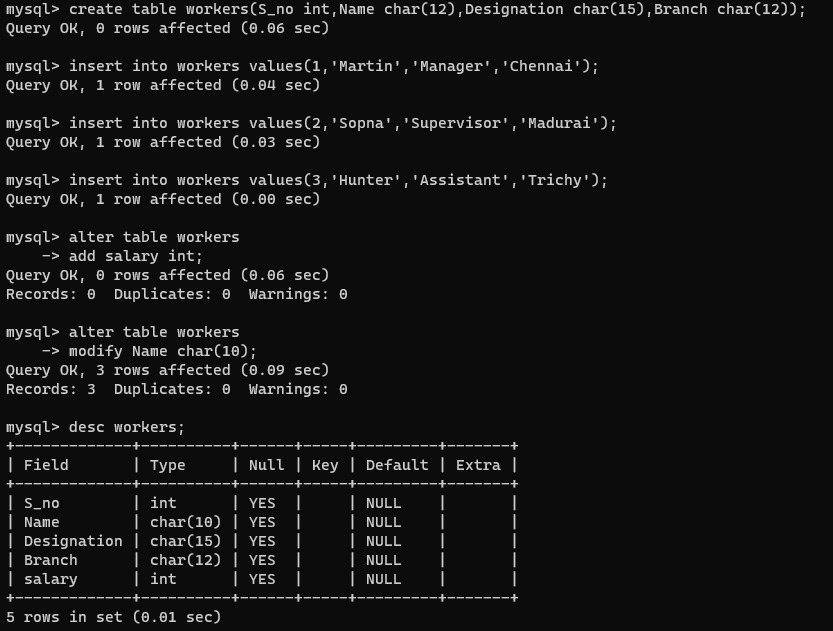 mysql> create table workers(S_no int,Name char(12),Designation char(15),Branch char(12));
Query OK, 0 rows affected (0.06 sec)

mysql> insert into workers values(1,'Martin','Manager','Chennai');
Query OK, 1 row affected (0.04 sec)

mysql> insert into workers values(2,'Sopna','Supervisor','Madurai');
Query OK, 1 row affected (0.03 sec)

mysql> insert into workers values(3,'Hunter','Assistant','Trichy');
Query OK, 1 row affected (0.00 sec)

mysql> alter table workers
    -> add salary int;
Query OK, 0 rows affected (0.06 sec)
Records: 0  Duplicates: 0  Warnings: 0

mysql> alter table workers
    -> modify Name char(10);
Query OK, 3 rows affected (0.09 sec)
Records: 3  Duplicates: 0  Warnings: 0

mysql> desc workers;
+-------------+----------+------+-----+---------+-------+
| Field       | Type     | Null | Key | Default | Extra |
+-------------+----------+------+-----+---------+-------+
| S_no        | int      | YES  |     | NULL    |       |
| Name        | char(10) | YES  |     | NULL    |       |
| Designation | char(15) | YES  |     | NULL    |       |
| Branch      | char(12) | YES  |     | NULL    |       |
| salary      | int      | YES  |     | NULL    |       |
+-------------+----------+------+-----+---------+-------+
5 rows in set (0.01 sec)